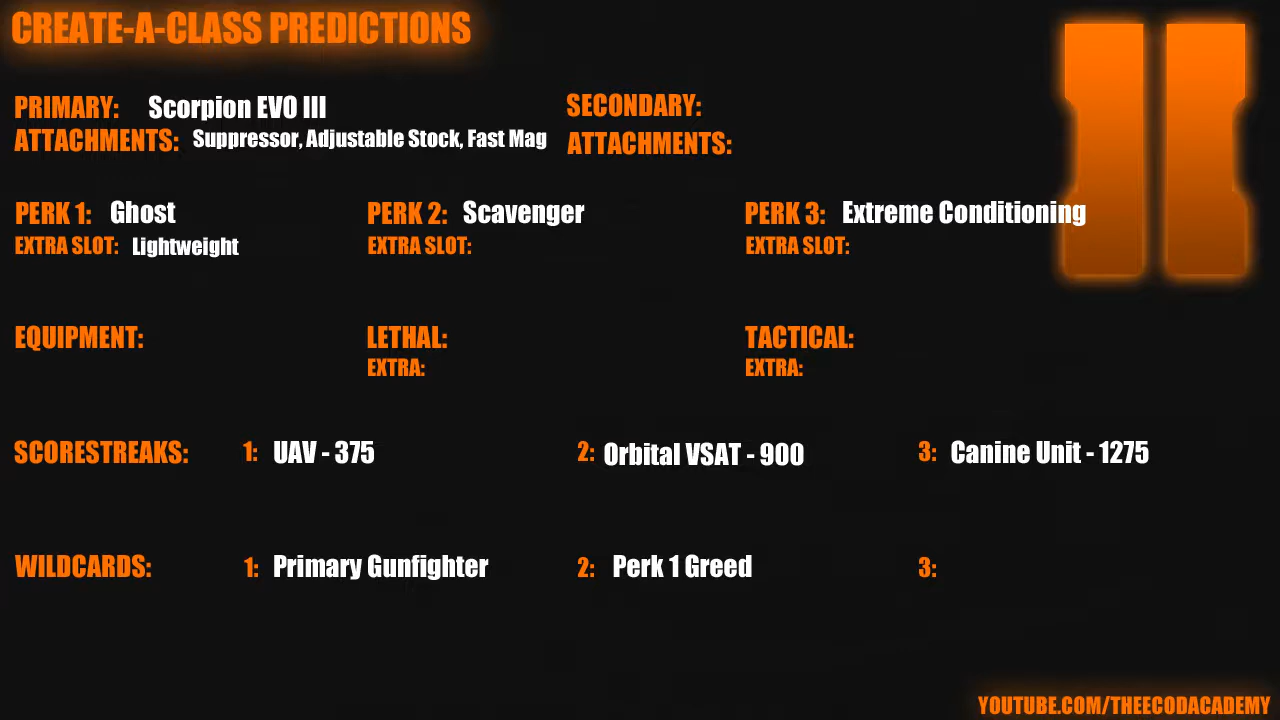 CREATE-A-CLASS PREDICTIONS
PRIMARY: Scorpion EVO III SECONDARY:
ATTACHMENTS: Suppressor, Adjustable Stock, Fast Mag ATTACHMENTS:
PERK 1: Ghost PERK 2: Scavenger PERK 3: Extreme Conditioning
EXTRA SLOT: Lightweight EXTRA SLOT: EXTRA SLOT:
EQUIPMENT: LETHAL: TACTICAL:
EXTRA: EXTRA:
SCORESTREAKS: 1: UAV - 375 2: Orbital VSAT - 900 3: Canine Unit - 1275
WILDCARDS: 1: Primary Gunfighter 2: Perk 1 Greed 3:
YOUTUBE.COM/THEECODACADEMY